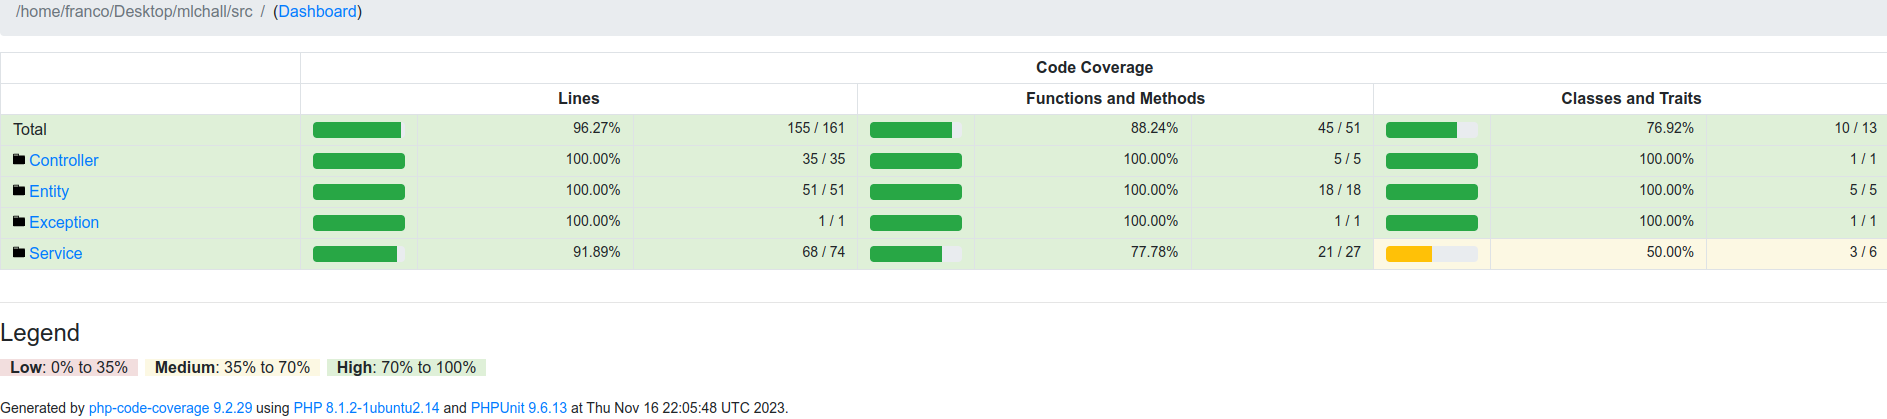 /home/franco/Desktop/mlchall/src / (Dashboard)
Code Coverage
Lines Functions and Methods Classes and Traits
Total 96.27% 155 / 161 88.24% 45 / 51 76.92% 10 / 13
Controller 100.00% 35 / 35 100.00% 5 / 5 100.00% 1 / 1
Entity 100.00% 51 / 51 100.00% 18 / 18 100.00% 5 / 5
Exception 100.00% 1 / 1 100.00% 1 / 1 100.00% 1 / 1
Service 91.89% 68 / 74 77.78% 21 / 27 50.00% 3 / 6
Legend
Low: 0% to 35% Medium: 35% to 70% High: 70% to 100%
Generated by php-code-coverage 9.2.29 using PHP 8.1.2-1ubuntu2.14 and PHPUnit 9.6.13 at Thu Nov 16 22:05:48 UTC 2023.